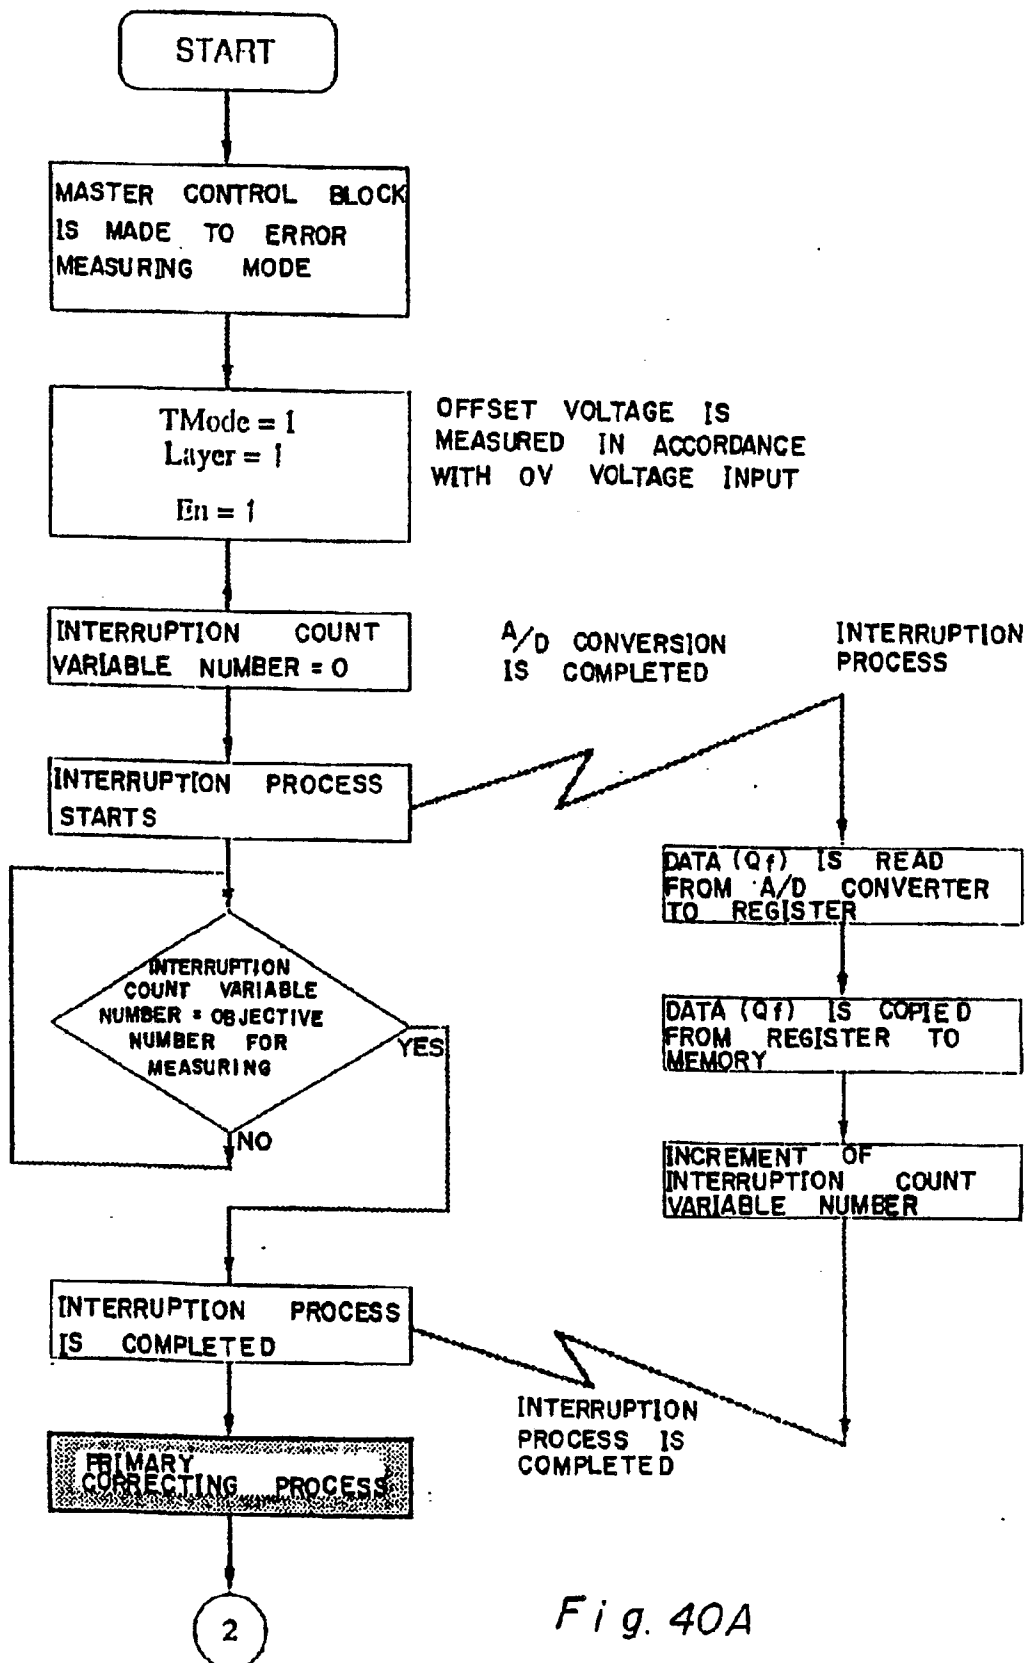 START
MASTER CONTROL BLOCK
IS MADE TO ERROR
MEASURING MODE
TMode = 1
Layer = 1
En = 1
OFFSET VOLTAGE IS
MEASURED IN ACCORDANCE
WITH 0V VOLTAGE INPUT
INTERRUPTION COUNT
VARIABLE NUMBER = 0
A/D CONVERSION
IS COMPLETED
INTERRUPTION
PROCESS
INTERRUPTION PROCESS
STARTS
DATA (Qf) IS READ
FROM A/D CONVERTER
TO REGISTER
INTERRUPTION
COUNT VARIABLE
NUMBER = OBJECTIVE
NUMBER FOR
MEASURING
YES
NO
DATA (Qf) IS COPIED
FROM REGISTER TO
MEMORY
INCREMENT OF
INTERRUPTION COUNT
VARIABLE NUMBER
INTERRUPTION PROCESS
IS COMPLETED
INTERRUPTION
PROCESS IS
COMPLETED
PRIMARY
CORRECTING PROCESS
2
Fig. 40A